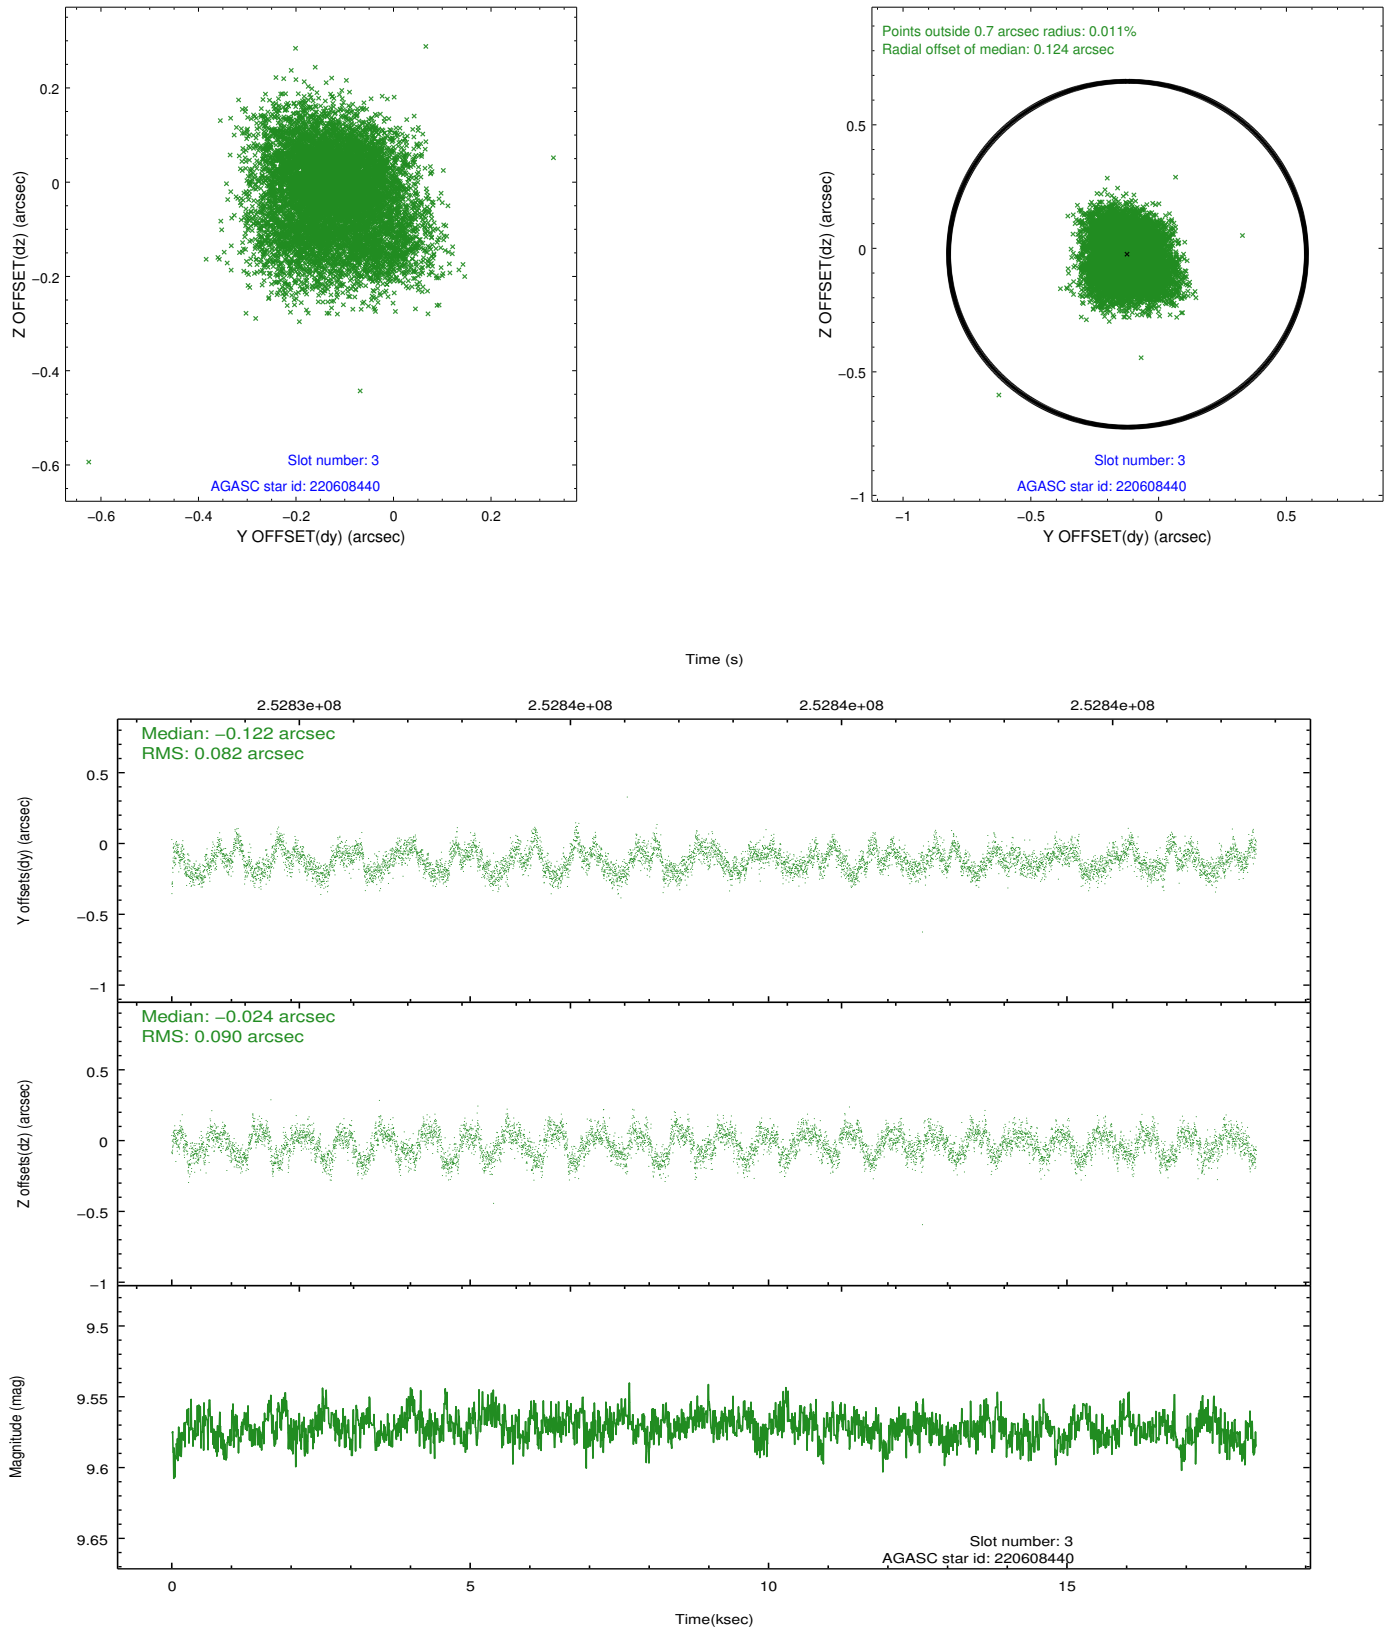 0.2
0
−0.2
−0.4
−0.6
Z OFFSET(dz) (arcsec)
Slot number: 3
AGASC star id: 220608440
−0.6
−0.4
−0.2
0
0.2
Y OFFSET(dy) (arcsec)
Points outside 0.7 arcsec radius: 0.011%
Radial offset of median: 0.124 arcsec
0.5
0
−0.5
−1
Z OFFSET(dz) (arcsec)
Slot number: 3
AGASC star id: 220608440
−1
−0.5
0
0.5
Y OFFSET(dy) (arcsec)
Time (s)
2.5283e+08
2.5284e+08
2.5284e+08
2.5284e+08
Median: −0.122 arcsec
RMS: 0.082 arcsec
0.5
0
−0.5
−1
Y offsets(dy) (arcsec)
Median: −0.024 arcsec
RMS: 0.090 arcsec
0.5
0
−0.5
−1
Z offsets(dz) (arcsec)
9.5
9.55
9.6
9.65
Magnitude (mag)
Slot number: 3
AGASC star id: 220608440
0
5
10
15
Time(ksec)